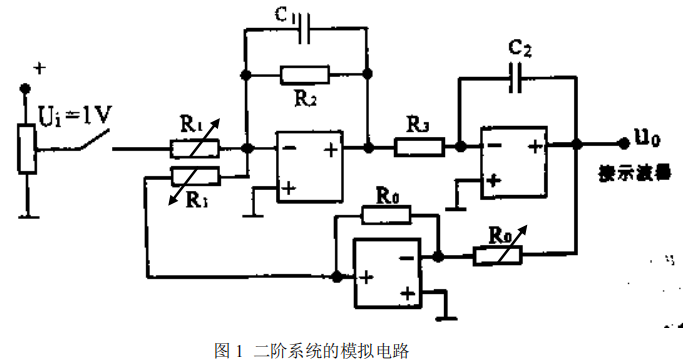 C₁
+
Uᵢ=1V
R₁
R₂
R₃
C₂
− +
+
− +
+
u₀
接示波器
R₁
R₀
R₀
+ −
+
图 1 二阶系统的模拟电路